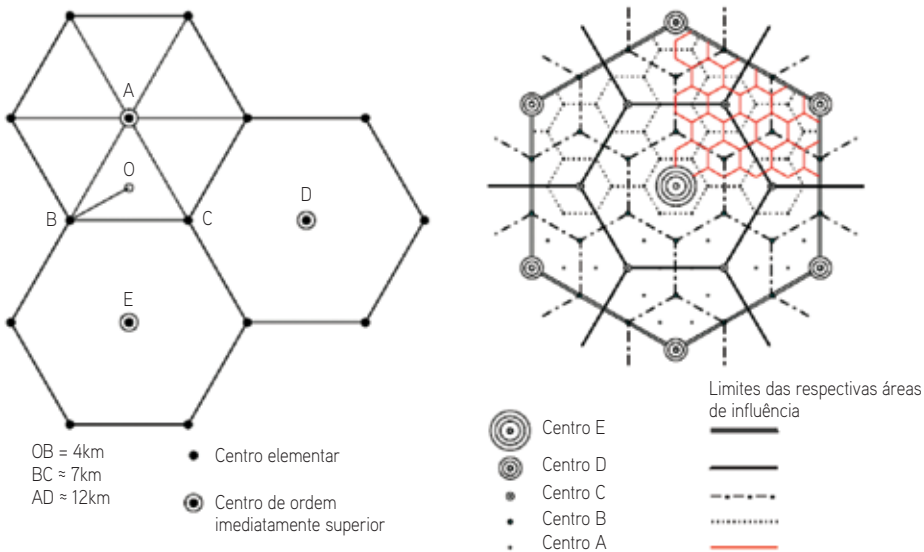 A
O
B
C
D
E
OB = 4km
BC ≈ 7km
AD ≈ 12km
Centro elementar
Centro de ordem
imediatamente superior
Limites das respectivas áreas
de influência
Centro E
Centro D
Centro C
Centro B
Centro A